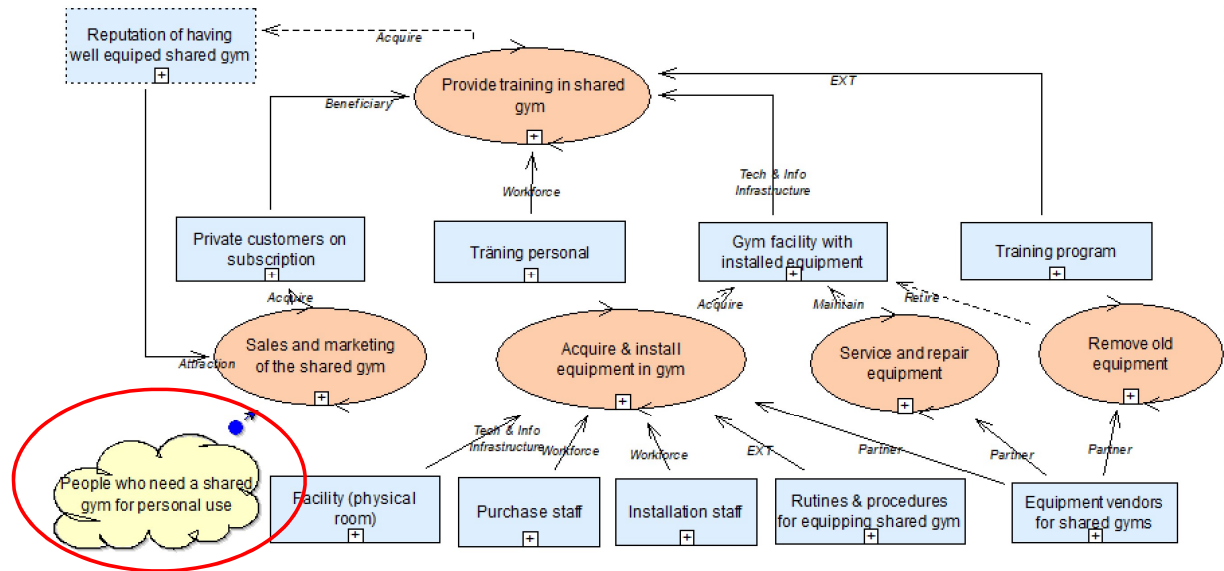 Reputation of having
well equiped shared gym
Acquire
Provide training in shared
gym
EXT
Beneficiary
Workforce
Tech & Info
Infrastructure
Private customers on
subscription
Träning personal
Gym facility with
installed equipment
Training program
Acquire
Acquire
Maintain
Retire
Attraction
Sales and marketing
of the shared gym
Acquire & install
equipment in gym
Service and repair
equipment
Remove old
equipment
Tech & Info
Infrastructure
Workforce
Workforce
EXT
Partner
Partner
Partner
People who need a shared
gym for personal use
Facility (physical
room)
Purchase staff
Installation staff
Rutines & procedures
for equipping shared gym
Equipment vendors
for shared gyms